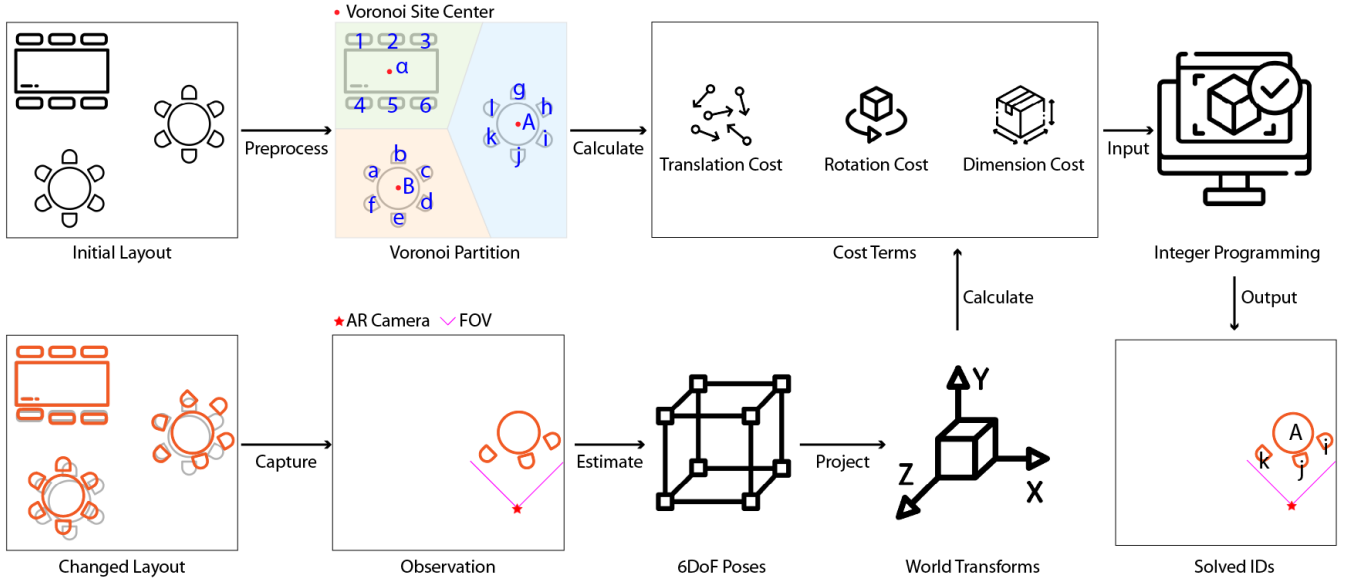 Voronoi Site Center
1 2 3
α
4 5 6
g
l h
A
k i
j
b
a c
B
f d
e
Preprocess
Calculate
Translation Cost
Rotation Cost
Dimension Cost
Input
Initial Layout
Voronoi Partition
Cost Terms
Integer Programming
Calculate
Output
AR Camera FOV
Capture
Estimate
Project
Y
Z
X
A
k j i
Changed Layout
Observation
6DoF Poses
World Transforms
Solved IDs